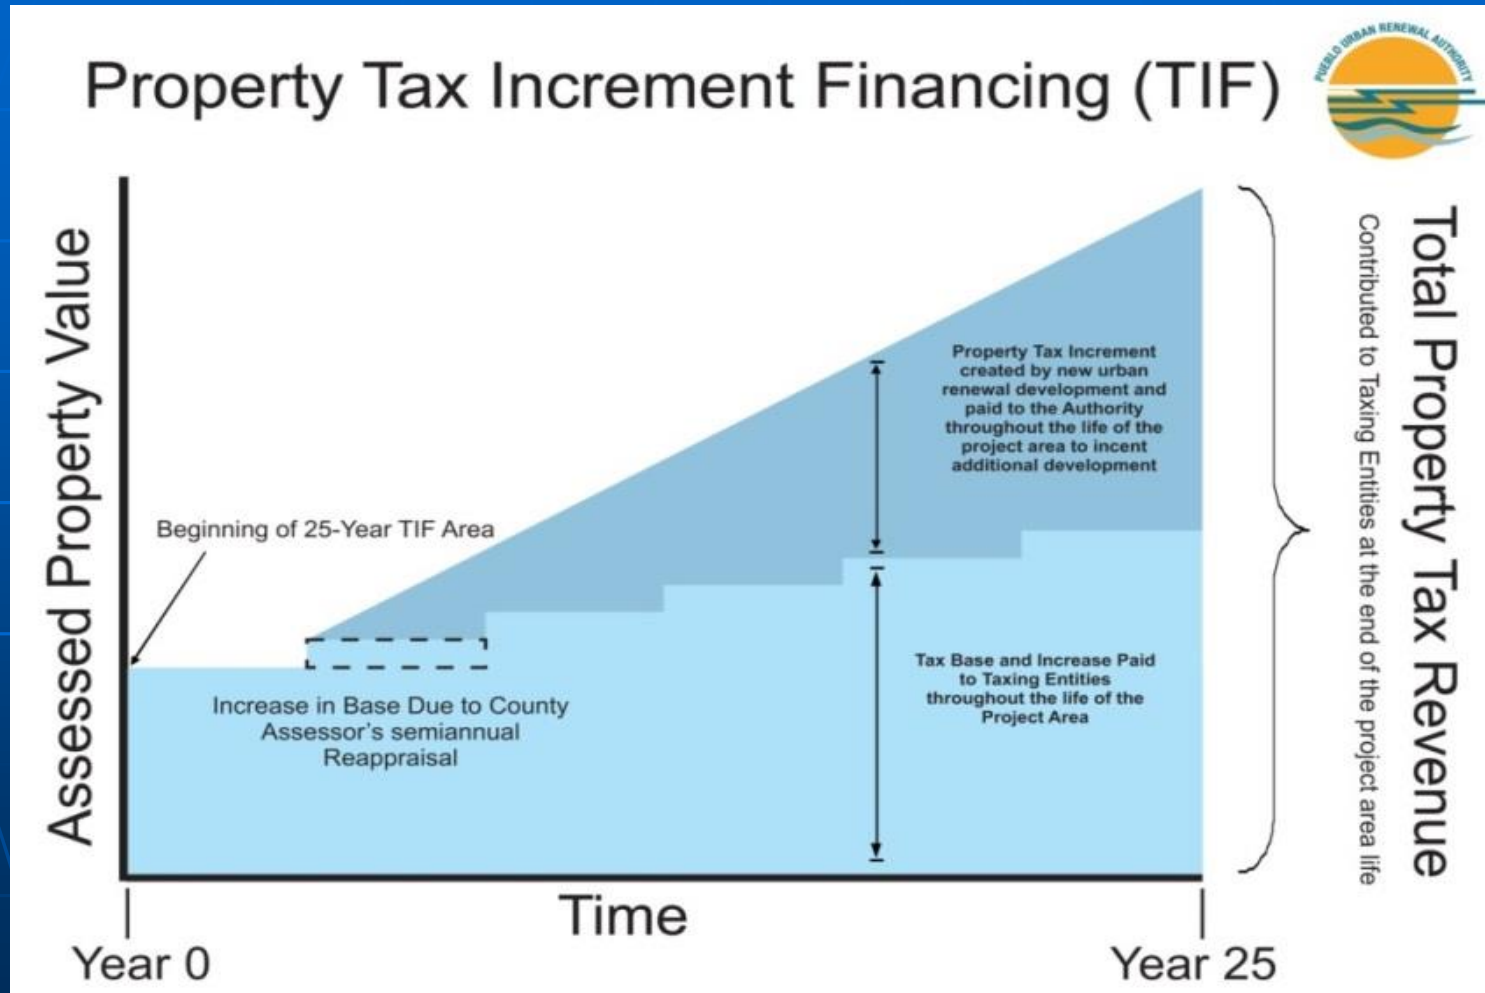 Property Tax Increment Financing (TIF)
PUEBLO URBAN RENEWAL AUTHORITY
Assessed Property Value
Beginning of 25-Year TIF Area
Increase in Base Due to County
Assessor's semiannual
Reappraisal
Property Tax Increment
created by new urban
renewal development and
paid to the Authority
throughout the life of the
project area to incent
additional development
Tax Base and Increase Paid
to Taxing Entities
throughout the life of the
Project Area
Total Property Tax Revenue
Contributed to Taxing Entities at the end of the project area life
Time
Year 0
Year 25